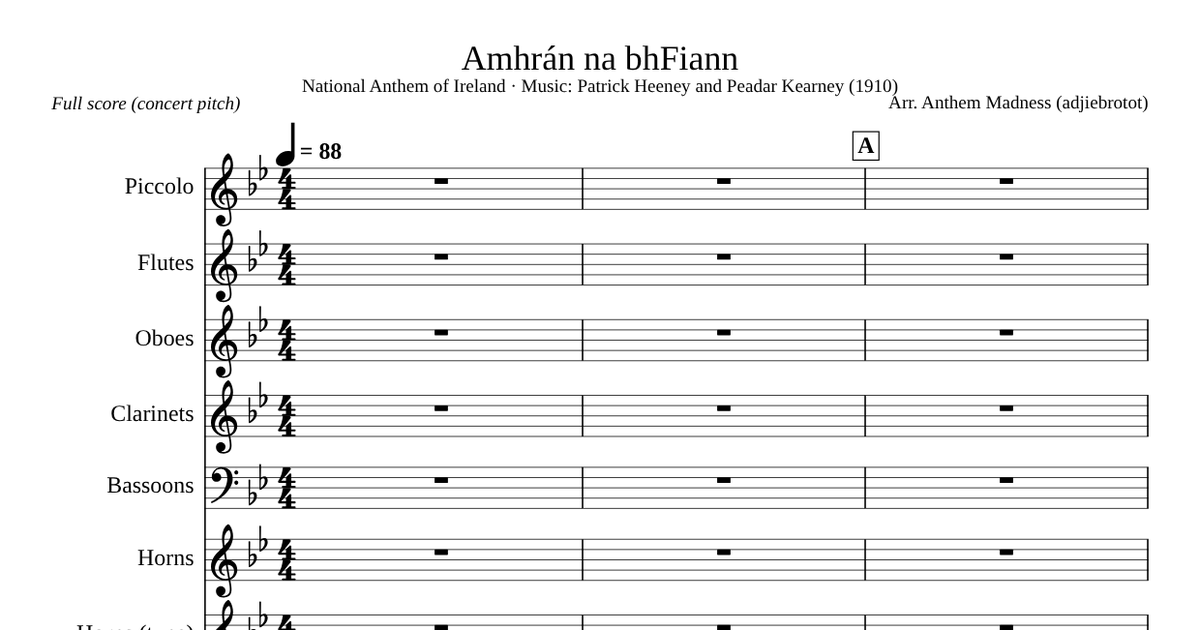 Amhrán na bhFiann
National Anthem of Ireland · Music: Patrick Heeney and Peadar Kearney (1910)
Full score (concert pitch)
Arr. Anthem Madness (adjiebrotot)
= 88
A
Piccolo
Flutes
Oboes
Clarinets
Bassoons
Horns